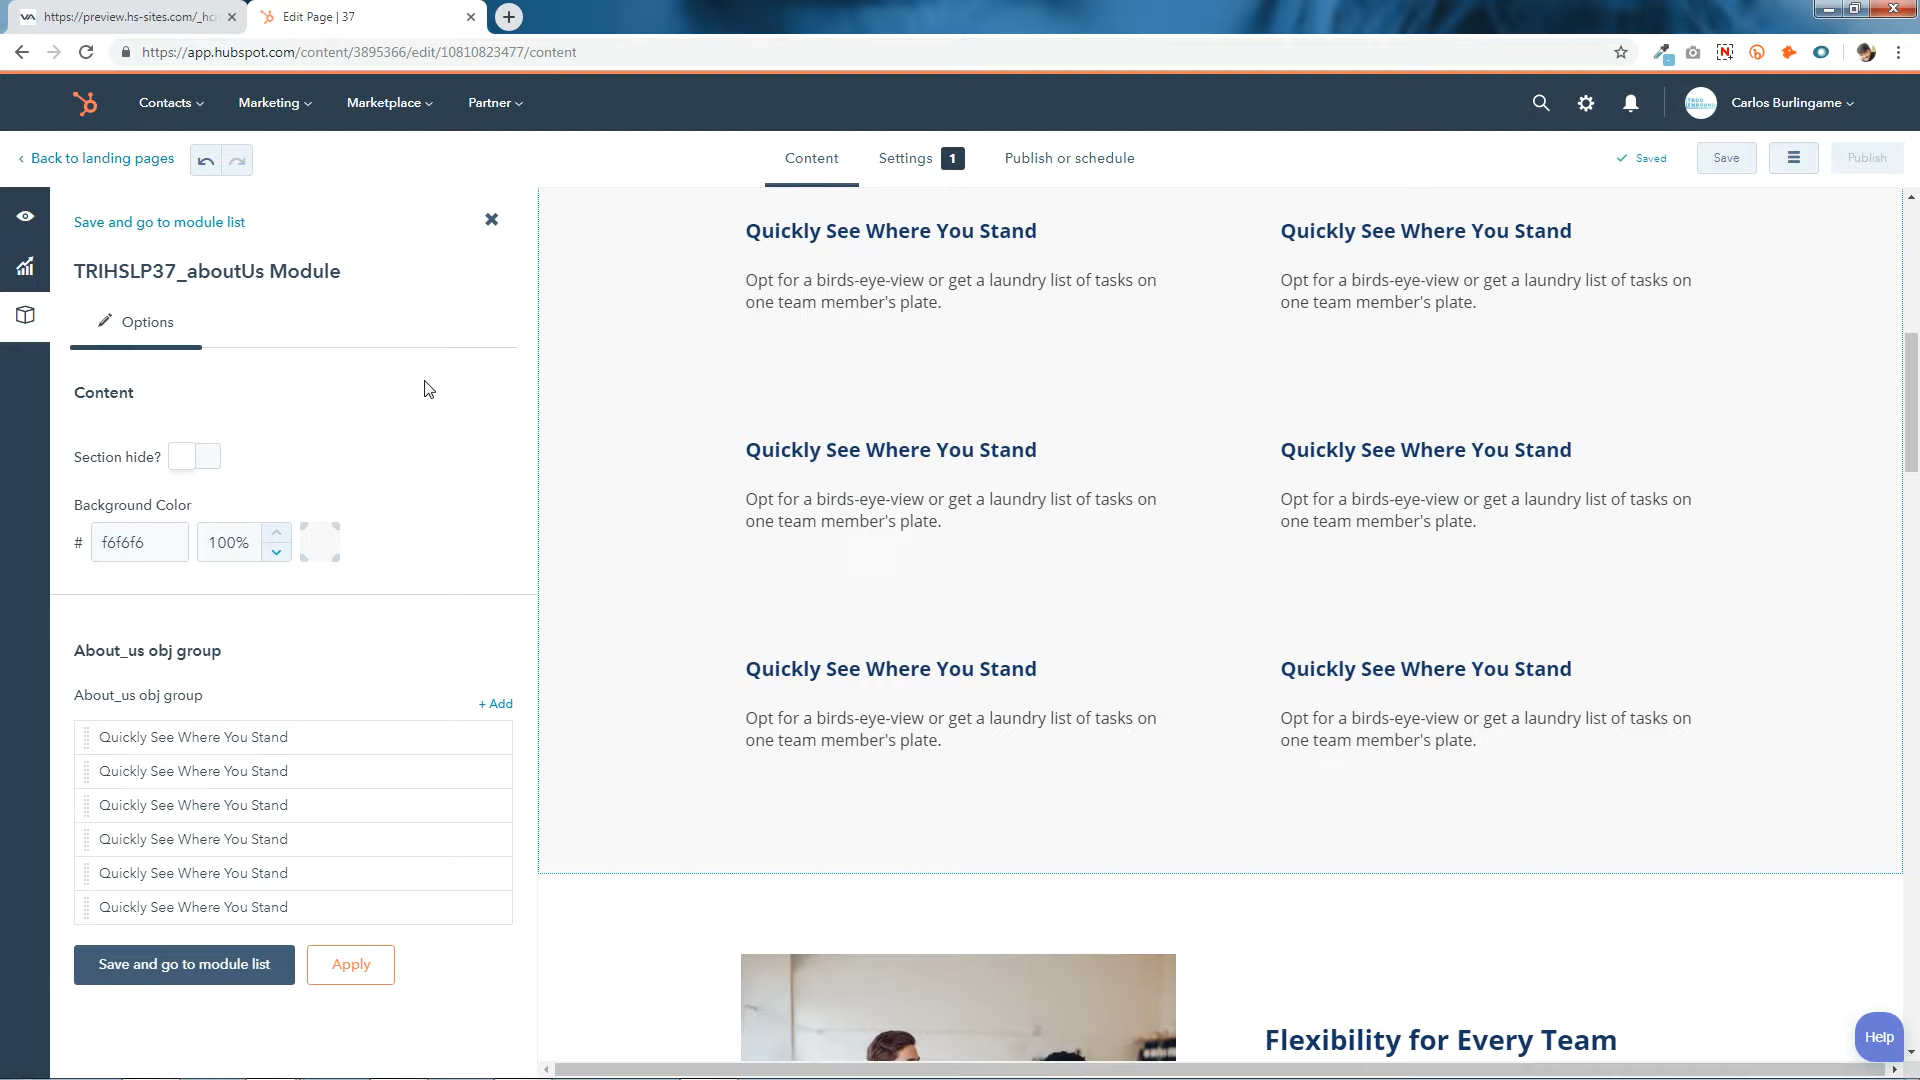 https://preview.hs-sites.com/_hc
Edit Page | 37
https://app.hubspot.com/content/3895366/edit/10810823477/content
Contacts
Marketing
Marketplace
Partner
Carlos Burlingame
Back to landing pages
Content
Settings 1
Publish or schedule
Saved
Save
Publish
Save and go to module list
TRIHSLP37_aboutUs Module
Options
Content
Section hide?
Background Color
# f6f6f6 100%
About_us obj group
About_us obj group
+ Add
Quickly See Where You Stand
Quickly See Where You Stand
Quickly See Where You Stand
Quickly See Where You Stand
Quickly See Where You Stand
Quickly See Where You Stand
Save and go to module list
Apply
Quickly See Where You Stand
Opt for a birds-eye-view or get a laundry list of tasks on
one team member's plate.
Quickly See Where You Stand
Opt for a birds-eye-view or get a laundry list of tasks on
one team member's plate.
Quickly See Where You Stand
Opt for a birds-eye-view or get a laundry list of tasks on
one team member's plate.
Quickly See Where You Stand
Opt for a birds-eye-view or get a laundry list of tasks on
one team member's plate.
Quickly See Where You Stand
Opt for a birds-eye-view or get a laundry list of tasks on
one team member's plate.
Quickly See Where You Stand
Opt for a birds-eye-view or get a laundry list of tasks on
one team member's plate.
Flexibility for Every Team
Help